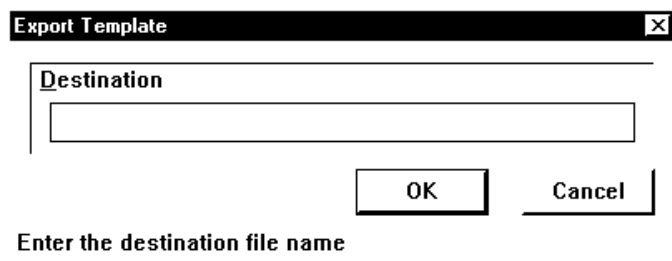 Export Template
Destination
OK Cancel
Enter the destination file name